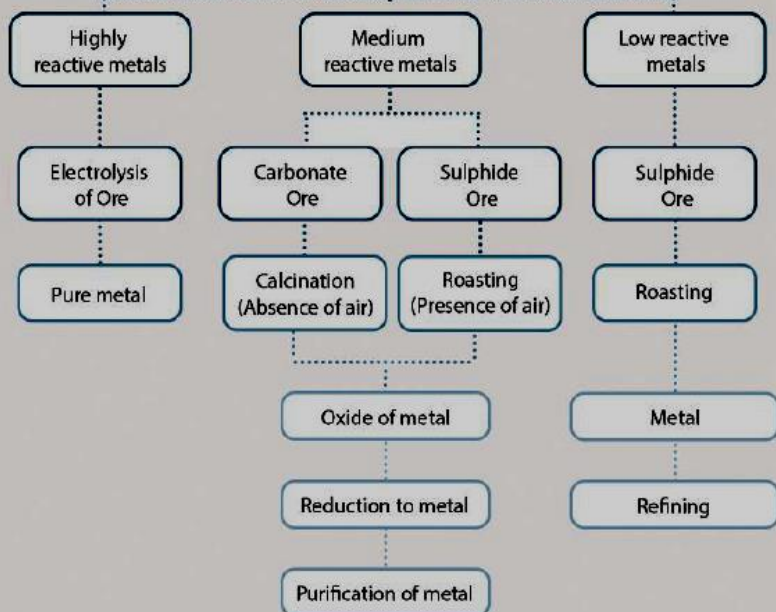 Highly
reactive metals
Medium
reactive metals
Low reactive
metals
Electrolysis
of Ore
Carbonate
Ore
Sulphide
Ore
Sulphide
Ore
Pure metal
Calcination
(Absence of air)
Roasting
(Presence of air)
Roasting
Oxide of metal
Metal
Reduction to metal
Refining
Purification of metal